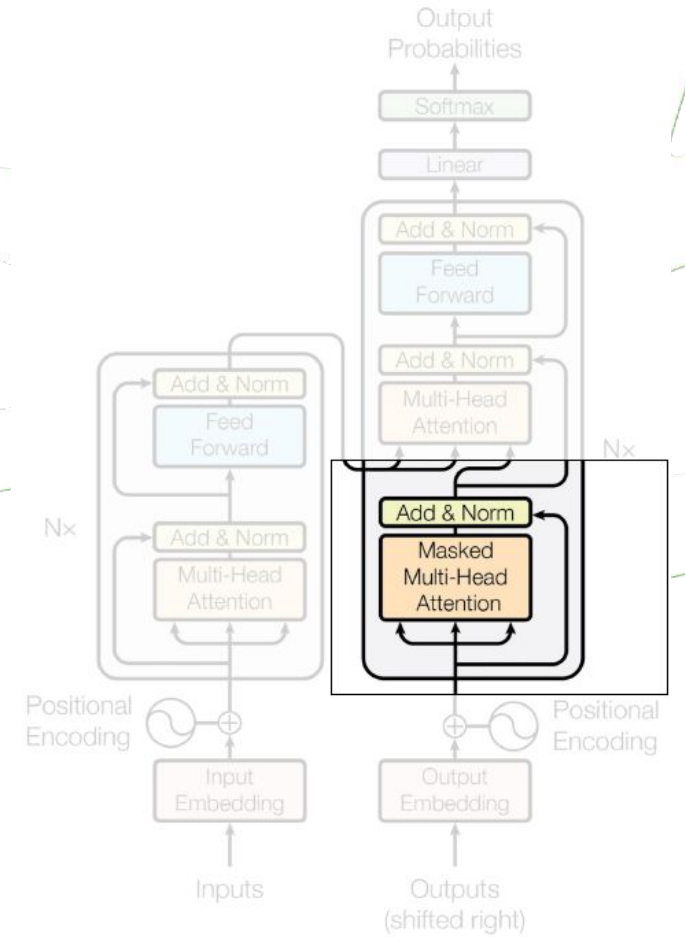 Output
Probabilities
Softmax
Linear
Add & Norm
Feed
Forward
Add & Norm
Multi-Head
Attention
Nx
Add & Norm
Masked
Multi-Head
Attention
Add & Norm
Feed
Forward
Nx
Add & Norm
Multi-Head
Attention
Positional
Encoding
Positional
Encoding
Input
Embedding
Output
Embedding
Inputs
Outputs
(shifted right)